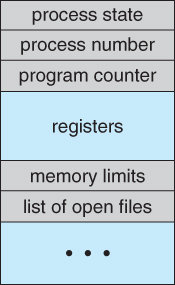 process state
process number
program counter
registers
memory limits
list of open files
• • •